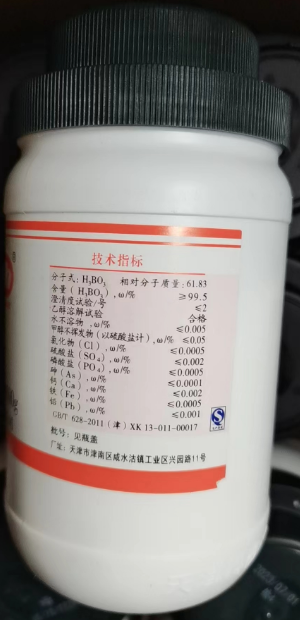 技术指标
分子式: H₃BO₃ 相对分子质量: 61.83
含量 (H₃BO₃) ,ω/% ≥99.5
澄清度试验/号 ≤2
乙醇溶解试验 合格
水不溶物 ,ω/% ≤0.005
甲醇不挥发物 (以硫酸盐计) ,ω/% ≤0.05
氯化物 (Cl) ,ω/% ≤0.0005
硫酸盐 (SO₄) ,ω/% ≤0.002
磷酸盐 (PO₄) ,ω/% ≤0.0005
砷 (As) ,ω/% ≤0.0001
钙 (Ca) ,ω/% ≤0.002
铁 (Fe) ,ω/% ≤0.0005
铅 (Pb) ,ω/% ≤0.001
GB/T 628-2011 (津) XK 13-011-00017
批号: 见瓶盖
厂址: 天津市津南区咸水沽镇工业区兴园路11号